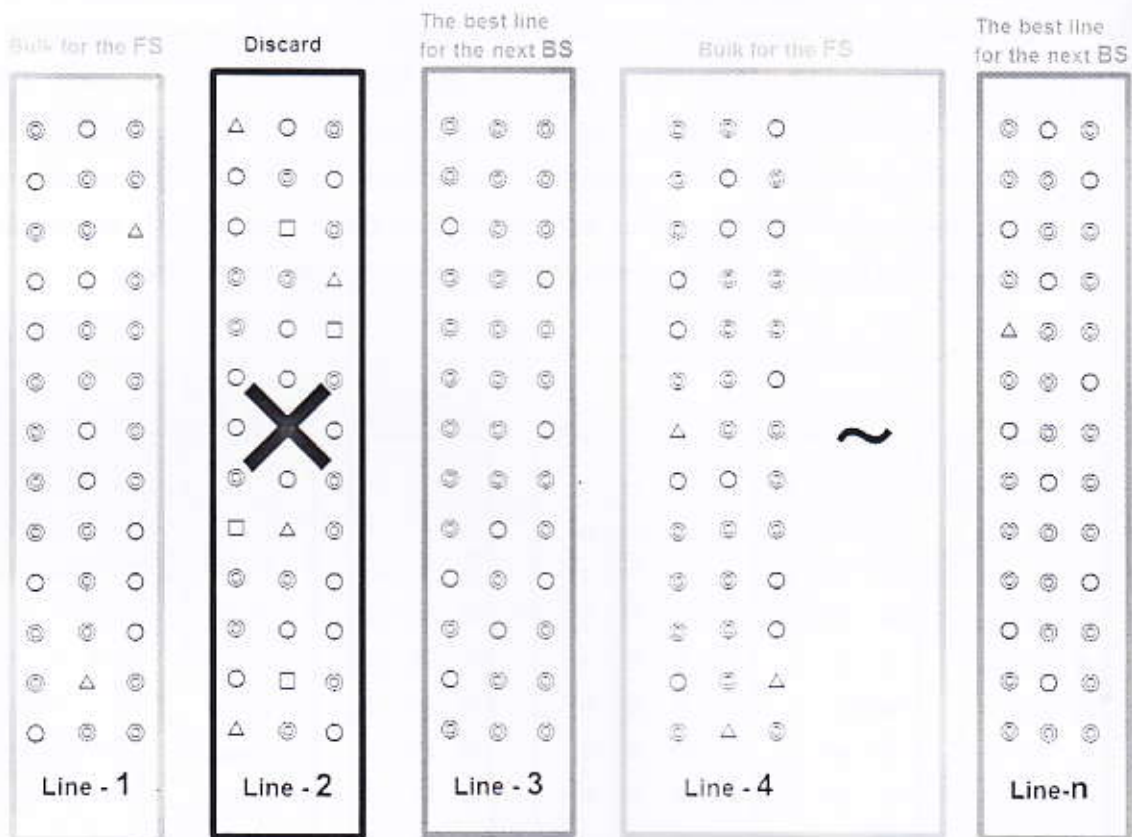 Bulk for the FS
Discard
The best line
for the next BS
Bulk for the FS
The best line
for the next BS
Line - 1
Line - 2
Line - 3
Line - 4
Line-n